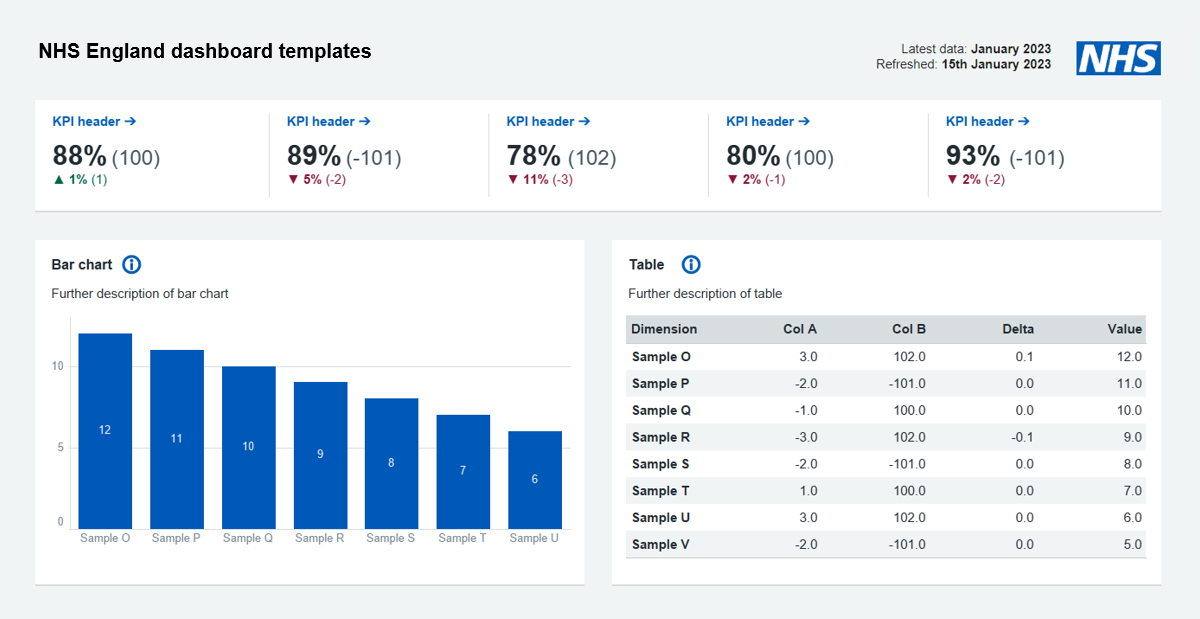 NHS England dashboard templates
Latest data: January 2023
Refreshed: 15th January 2023
NHS
KPI header → KPI header → KPI header → KPI header → KPI header →
88% (100) 89% (-101) 78% (102) 80% (100) 93% (-101)
▲ 1% (1) ▼ 5% (-2) ▼ 11% (-3) ▼ 2% (-1) ▼ 2% (-2)
Bar chart
Further description of bar chart
10
5
0
12 11 10 9 8 7 6
Sample O Sample P Sample Q Sample R Sample S Sample T Sample U
Table
Further description of table
Dimension Col A Col B Delta Value
Sample O 3.0 102.0 0.1 12.0
Sample P -2.0 -101.0 0.0 11.0
Sample Q -1.0 100.0 0.0 10.0
Sample R -3.0 102.0 -0.1 9.0
Sample S -2.0 -101.0 0.0 8.0
Sample T 1.0 100.0 0.0 7.0
Sample U 3.0 102.0 0.0 6.0
Sample V -2.0 -101.0 0.0 5.0